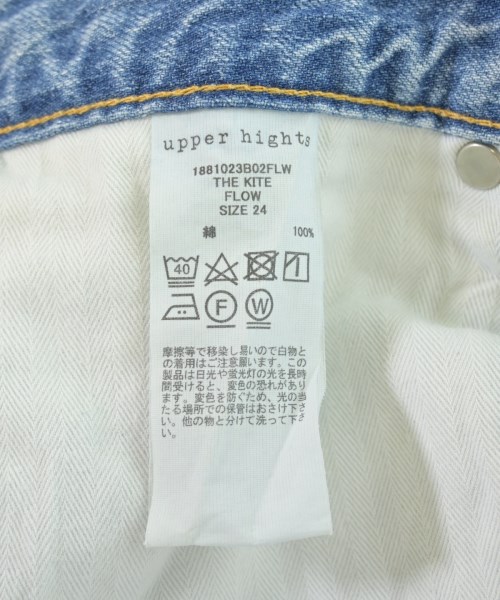 upper hights
1881023B02FLW
THE KITE
FLOW
SIZE 24
綿 100%
40
F W
摩擦等で移染し易いので白物と
の着用はご注意願います。この
製品は日光や蛍光灯の光を長時
間受けると、変色の恐れがあり
ます。変色を防ぐため、光の当
たる場所での保管はおさけ下さ
い。他の物と分けて洗って下さ
い。